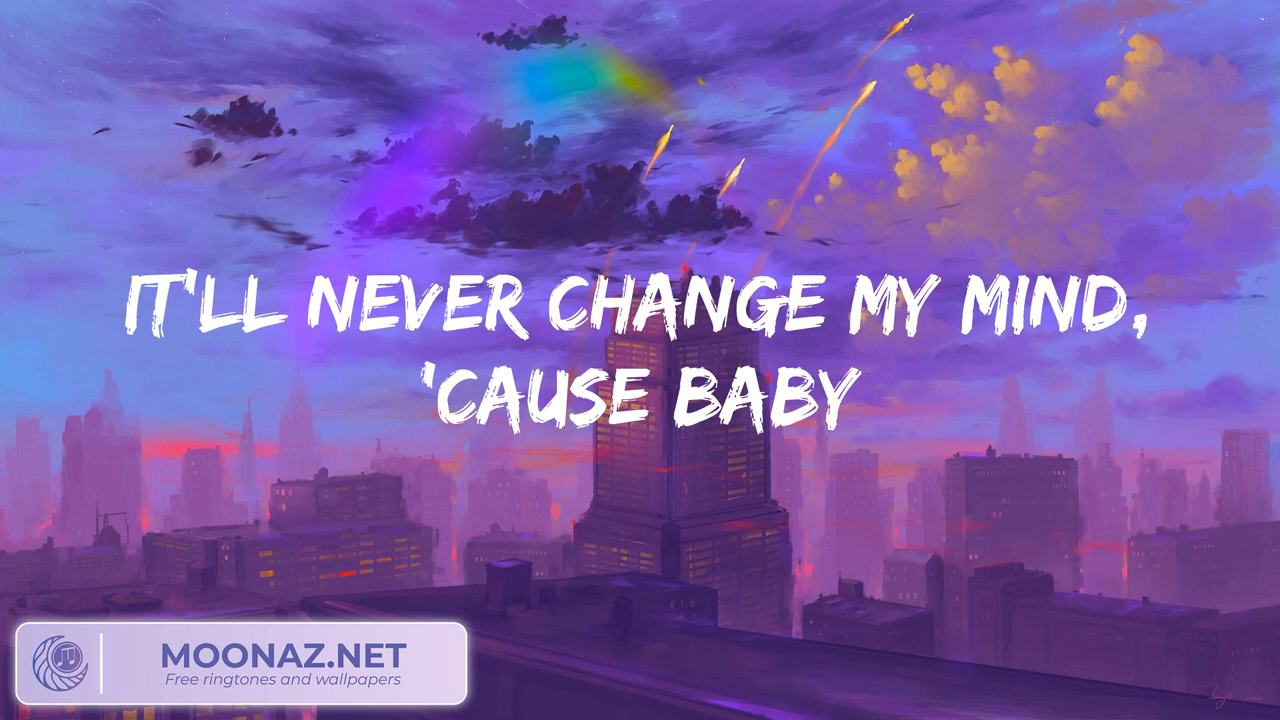 IT'LL NEVER CHANGE MY MIND,
'CAUSE BABY
MOONAZ.NET
Free ringtones and wallpapers